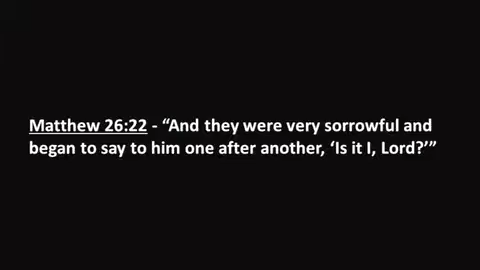 Matthew 26:22 - “And they were very sorrowful and
began to say to him one after another, ‘Is it I, Lord?’”